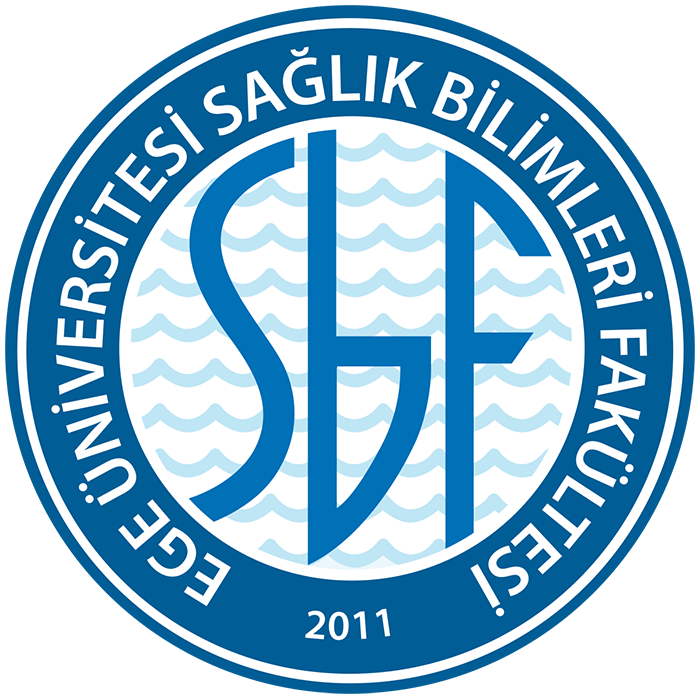 EGE ÜNİVERSİTESİ SAĞLIK BİLİMLERİ FAKÜLTESİ
SbF
2011